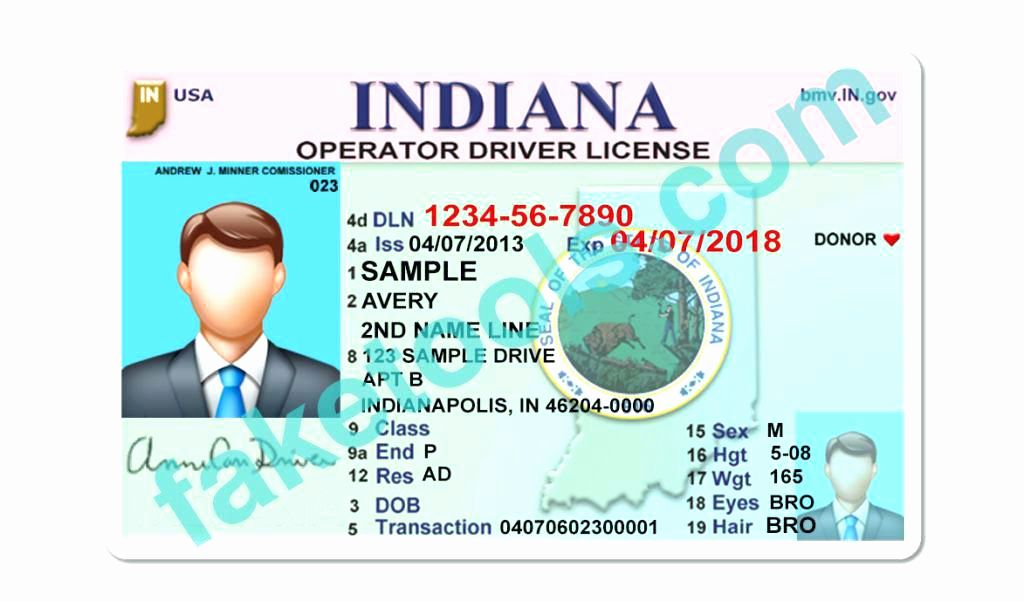 IN USA
INDIANA
bmv.IN.gov
OPERATOR DRIVER LICENSE
ANDREW J. MINNER COMISSIONER
023
4d DLN 1234-56-7890
4a Iss 04/07/2013 Exp 04/07/2018 DONOR
1 SAMPLE
2 AVERY
2ND NAME LINE
8 123 SAMPLE DRIVE
APT B
INDIANAPOLIS, IN 46204-0000
SEAL OF THE STATE OF INDIANA
9 Class
9a End P
12 Res AD
3 DOB
5 Transaction 04070602300001
15 Sex M
16 Hgt 5-08
17 Wgt 165
18 Eyes BRO
19 Hair BRO
faketools.com